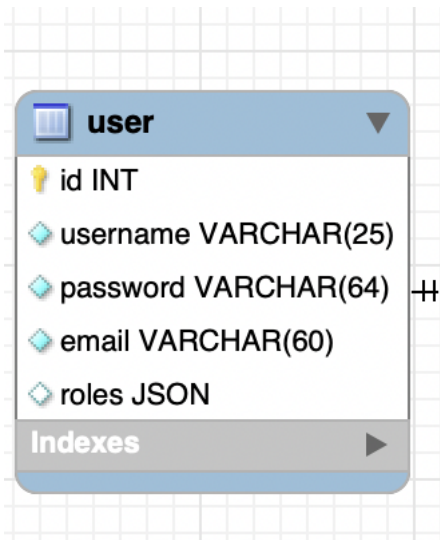 user
id INT
username VARCHAR(25)
password VARCHAR(64)
email VARCHAR(60)
roles JSON
Indexes